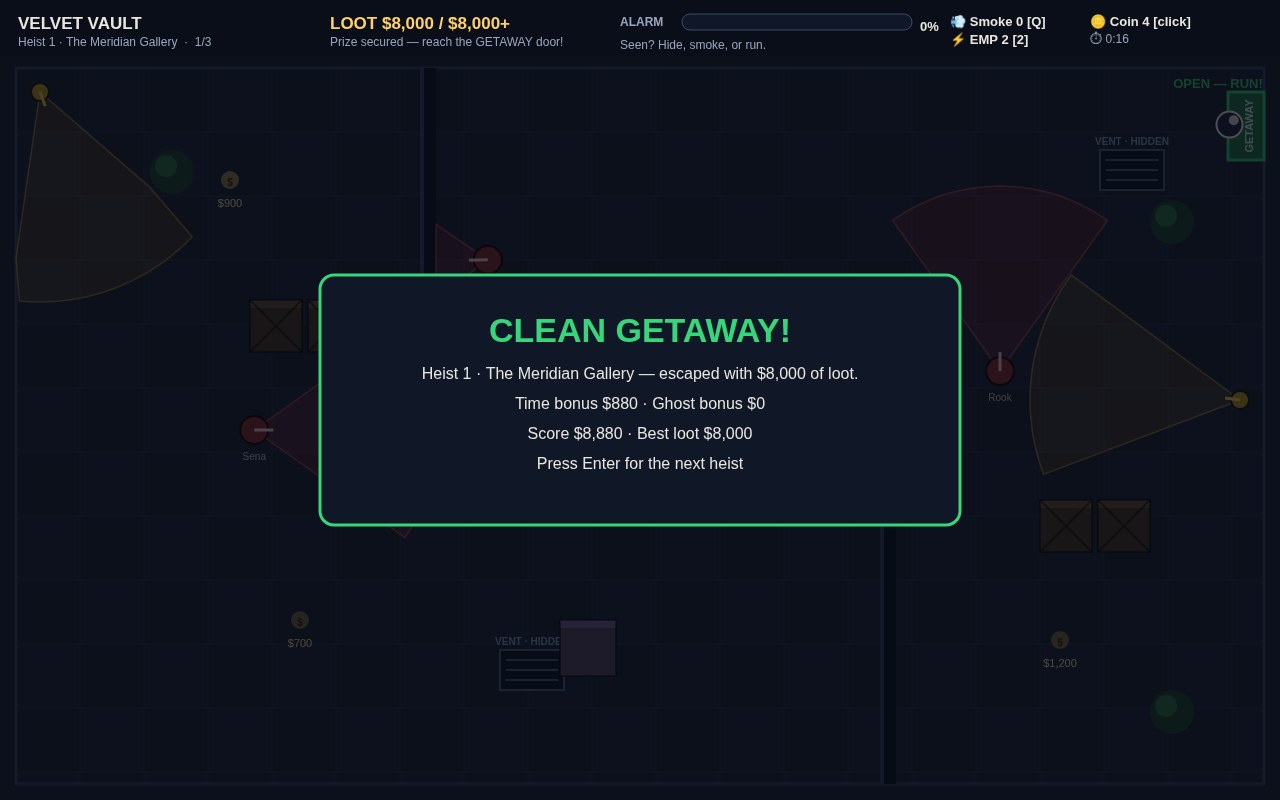 VELVET VAULT
Heist 1 · The Meridian Gallery · 1/3
LOOT $8,000 / $8,000+
Prize secured — reach the GETAWAY door!
ALARM
0%
Seen? Hide, smoke, or run.
💨 Smoke 0 [Q]
🪙 Coin 4 [click]
⚡ EMP 2 [2]
⏱ 0:16
OPEN — RUN!
GETAWAY
VENT · HIDDEN
$
$900
CLEAN GETAWAY!
Heist 1 · The Meridian Gallery — escaped with $8,000 of loot.
Time bonus $880 · Ghost bonus $0
Score $8,880 · Best loot $8,000
Press Enter for the next heist
Rook
Sena
$
$700
VENT · HIDDE
$
$1,200